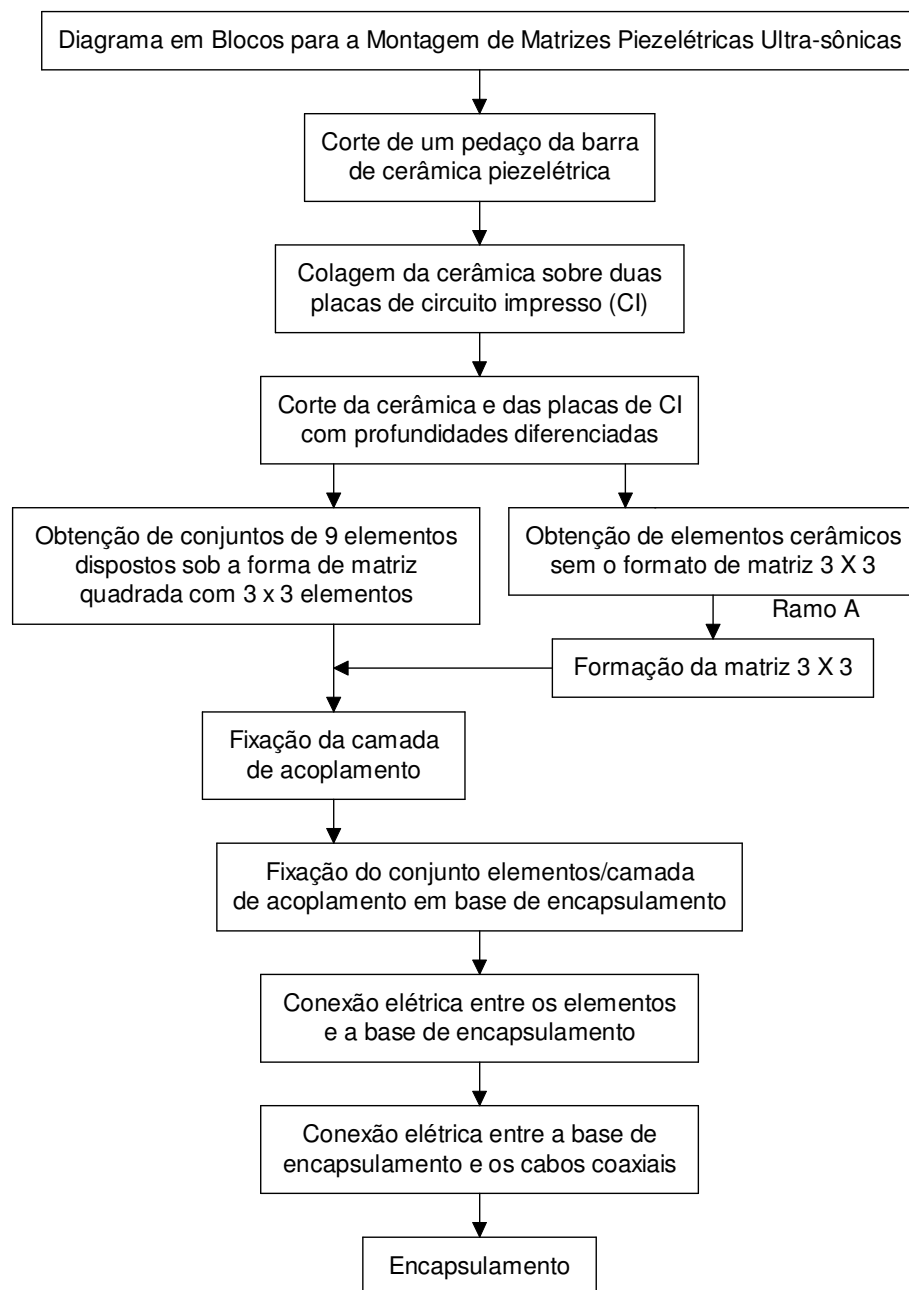 Diagrama em Blocos para a Montagem de Matrizes Piezelétricas Ultra-sônicas
Corte de um pedaço da barra
de cerâmica piezelétrica
Colagem da cerâmica sobre duas
placas de circuito impresso (CI)
Corte da cerâmica e das placas de CI
com profundidades diferenciadas
Obtenção de conjuntos de 9 elementos
dispostos sob a forma de matriz
quadrada com 3 x 3 elementos
Obtenção de elementos cerâmicos
sem o formato de matriz 3 X 3
Ramo A
Formação da matriz 3 X 3
Fixação da camada
de acoplamento
Fixação do conjunto elementos/camada
de acoplamento em base de encapsulamento
Conexão elétrica entre os elementos
e a base de encapsulamento
Conexão elétrica entre a base de
encapsulamento e os cabos coaxiais
Encapsulamento